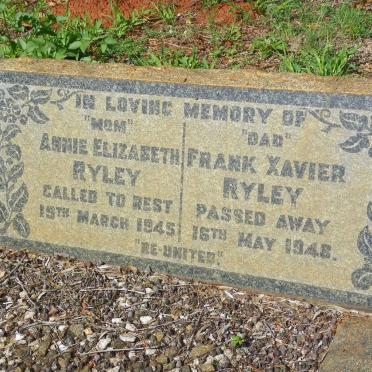 IN LOVING MEMORY OF
"MOM"
ANNIE ELIZABETH
RYLEY
CALLED TO REST
19TH MARCH 1945
"DAD"
FRANK XAVIER
RYLEY
PASSED AWAY
16TH MAY 1948.
"RE-UNITED"